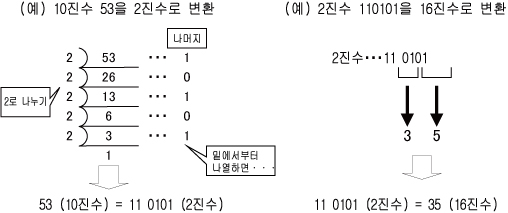 (예) 10진수 53을 2진수로 변환
나머지
2 53 ··· 1
2 26 ··· 0
2 13 ··· 1
2 6 ··· 0
2 3 ··· 1
1
2로 나누기
밑에서부터
나열하면···
53 (10진수) = 11 0101 (2진수)
(예) 2진수 110101을 16진수로 변환
2진수···11 0101
3 5
11 0101 (2진수) = 35 (16진수)